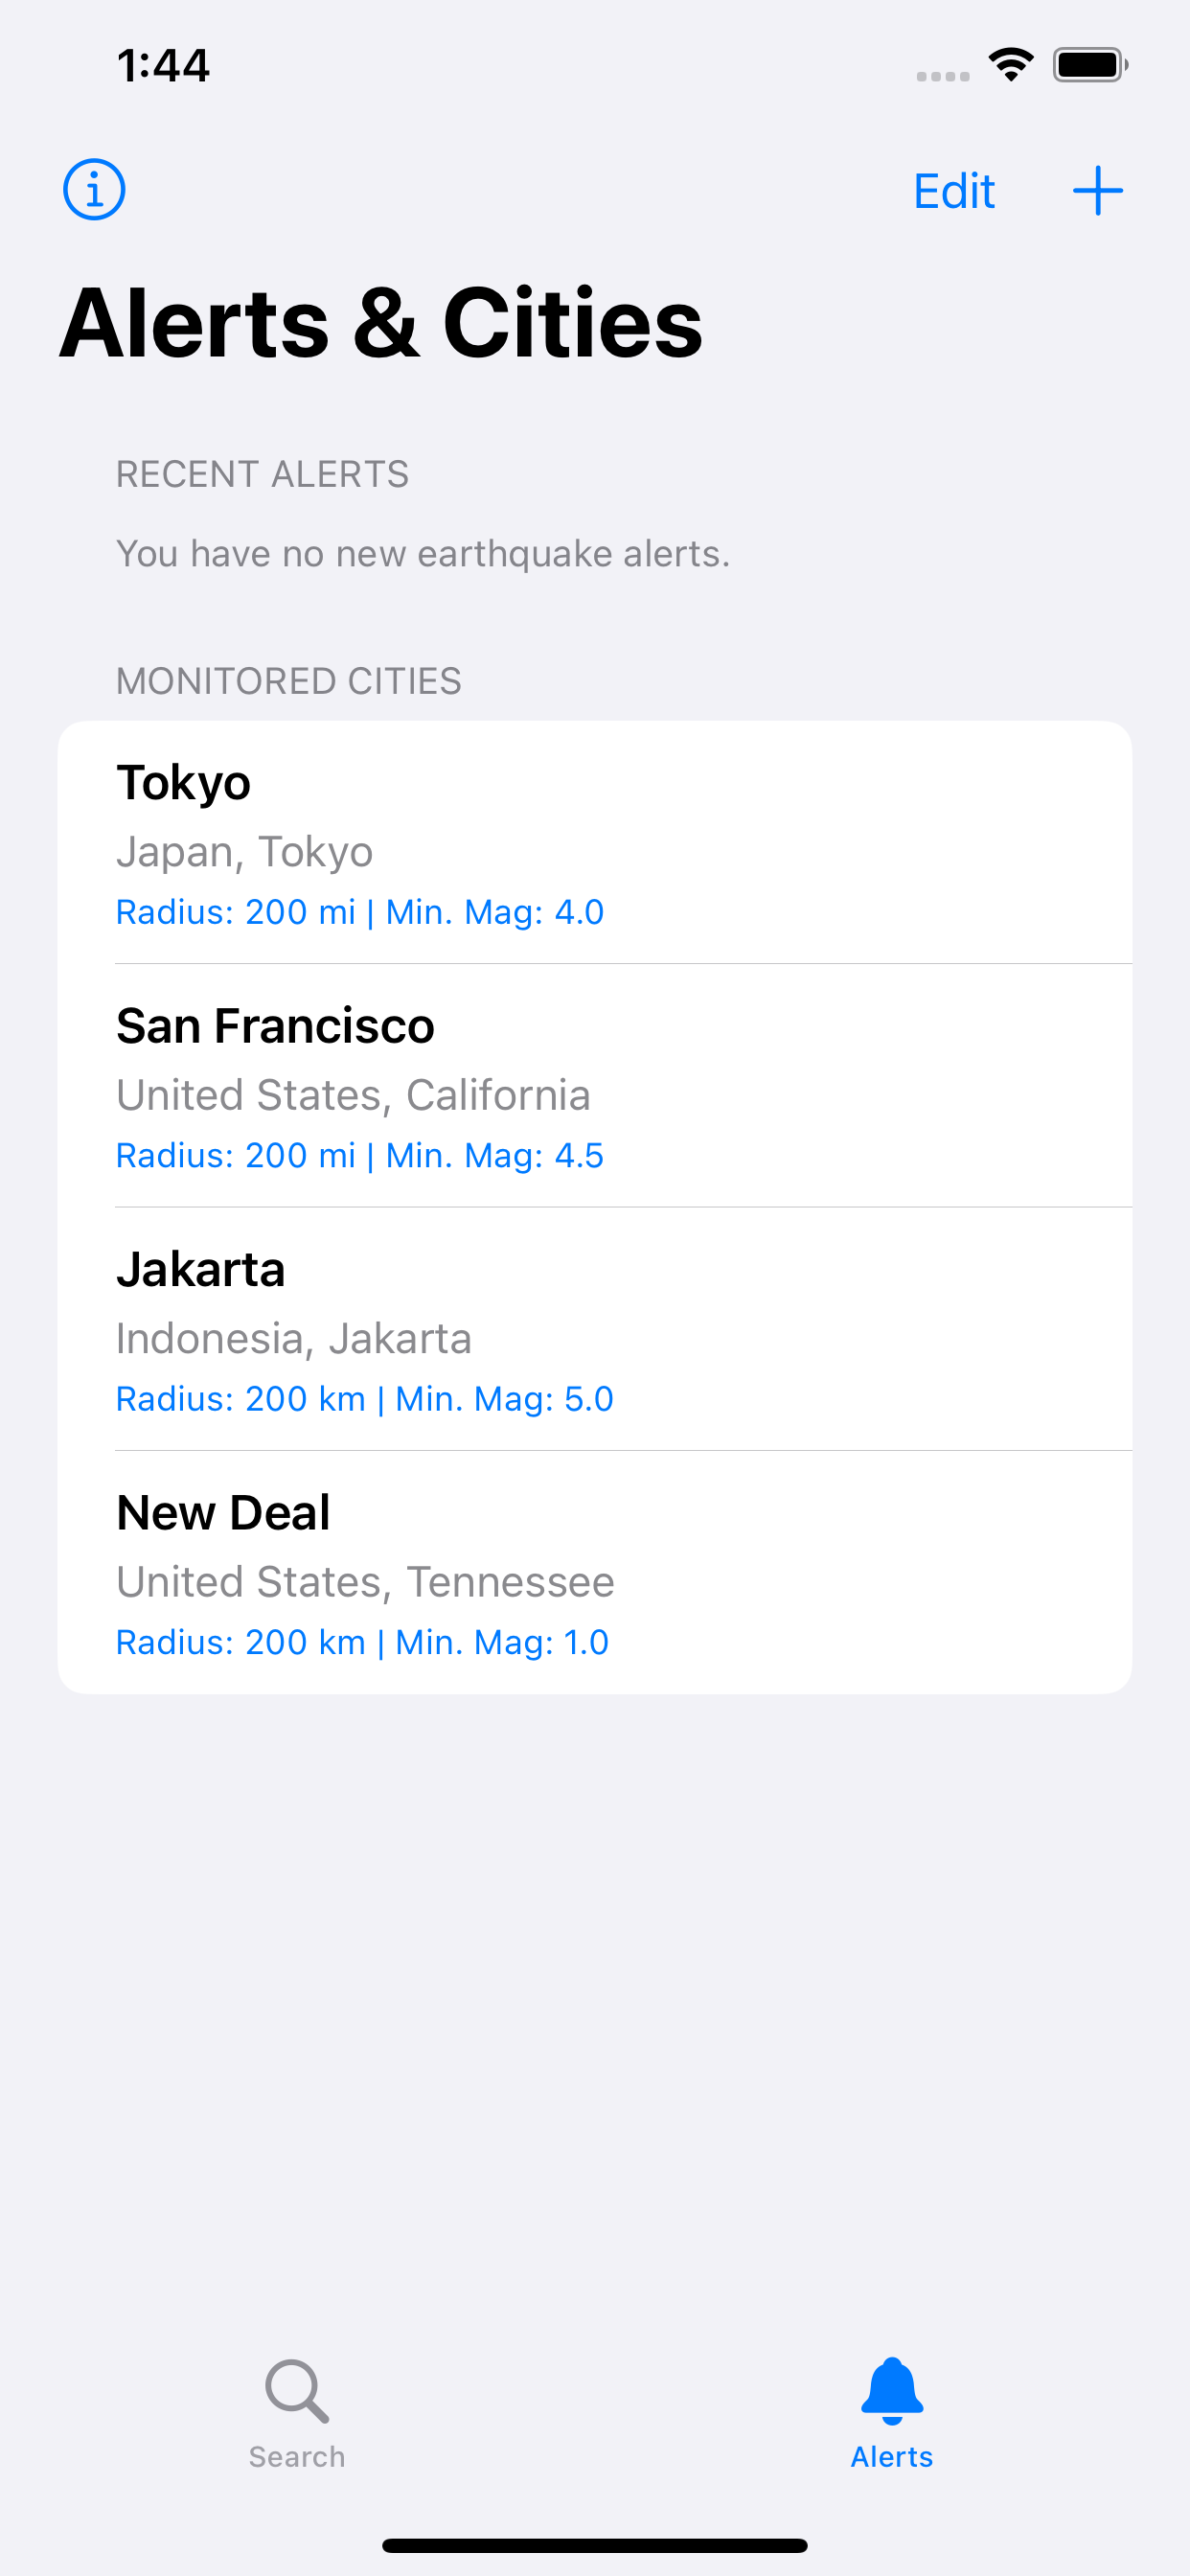 1:44
Edit
Alerts & Cities
RECENT ALERTS
You have no new earthquake alerts.
MONITORED CITIES
Tokyo
Japan, Tokyo
Radius: 200 mi | Min. Mag: 4.0
San Francisco
United States, California
Radius: 200 mi | Min. Mag: 4.5
Jakarta
Indonesia, Jakarta
Radius: 200 km | Min. Mag: 5.0
New Deal
United States, Tennessee
Radius: 200 km | Min. Mag: 1.0
Search
Alerts